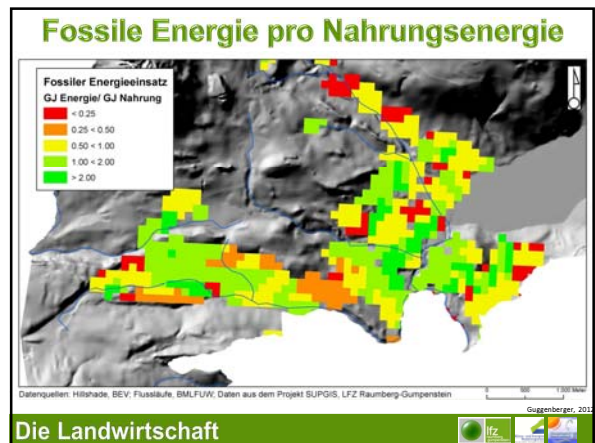 Fossile Energie pro Nahrungsenergie
Fossiler Energieeinsatz
GJ Energie/ GJ Nahrung
< 0.25
0.25 < 0.50
0.50 < 1.00
1.00 < 2.00
> 2.00
0 500 1.000 Meter
Datenquellen: Hillshade, BEV; Flussläufe, BMLFUW; Daten aus dem Projekt SUPGIS, LFZ Raumberg-Gumpenstein
Guggenberger, 2012
Die Landwirtschaft
lfz